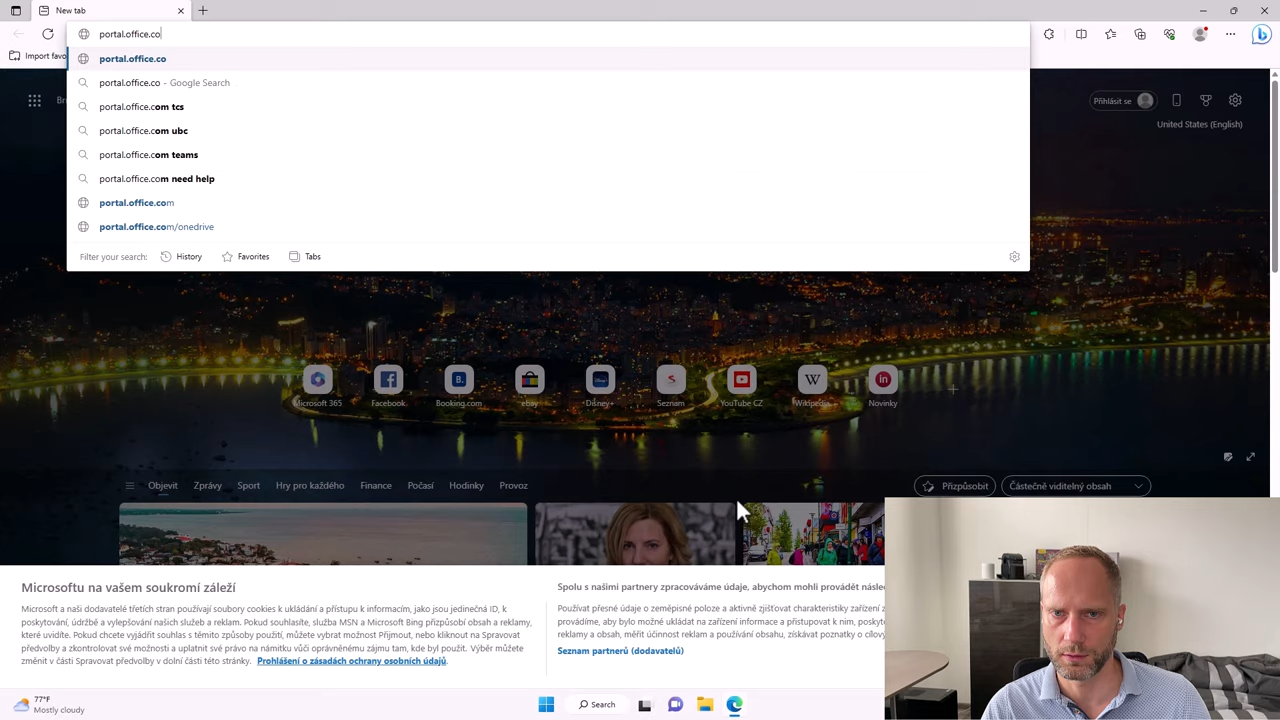 New tab
portal.office.co
Import favo
portal.office.co
portal.office.co - Google Search
portal.office.com tcs
portal.office.com ubc
portal.office.com teams
portal.office.com need help
portal.office.com
portal.office.com/onedrive
Filter your search:
History
Favorites
Tabs
Přihlásit se
United States (English)
Microsoft 365
Facebook
Booking.com
ebay
Disney+
Seznam
YouTube CZ
Wikipedia
Novinky
Objevit
Zprávy
Sport
Hry pro každého
Finance
Počasí
Hodinky
Provoz
Přizpůsobit
Částečně viditelný obsah
Microsoftu na vašem soukromí záleží
Microsoft a naši dodavatelé třetích stran používají soubory cookies k ukládání a přístupu k informacím, jako jsou jedinečná ID, k
poskytování, údržbě a vylepšování našich služeb a reklam. Pokud souhlasíte, služba MSN a Microsoft Bing přizpůsobí obsah a reklamy,
které uvidíte. Pokud chcete vyjádřit souhlas s těmito způsoby použití, můžete vybrat možnost Přijmout, nebo kliknout na Spravovat
předvolby a zkontrolovat své možnosti a uplatnit své právo na námitku vůči oprávněnému zájmu tam, kde byl použit. Výběr můžete
změnit v části Spravovat předvolby v dolní části této stránky. Prohlášení o zásadách ochrany osobních údajů.
Spolu s našimi partnery zpracováváme údaje, abychom mohli provádět násled
Používat přesné údaje o zeměpisné poloze a aktivně zjišťovat charakteristiky zařízení z
provádíme, aby bylo možné ukládat na zařízení informace a přistupovat k nim, poskyto
reklamy a obsah, měřit účinnost reklam a používání obsahu, získávat poznatky o cílový
Seznam partnerů (dodavatelů)
77°F
Mostly cloudy
Search